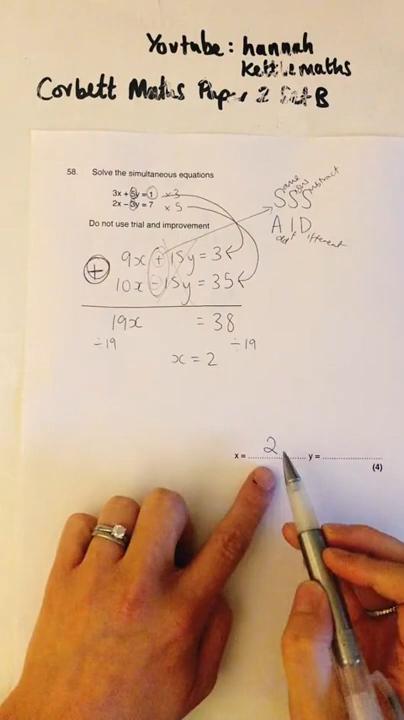 Youtube: hannah
kettlemaths
Corbett Maths Paper 2 Set B
58. Solve the simultaneous equations
3x + 5y = 1 ×3
2x − 3y = 7 ×5
Do not use trial and improvement
Same Sign Subtract
SSS
A I D
add different
+ 9x + 15y = 3
10x − 15y = 35
19x = 38
÷19 ÷19
x = 2
x = 2 y =
(4)